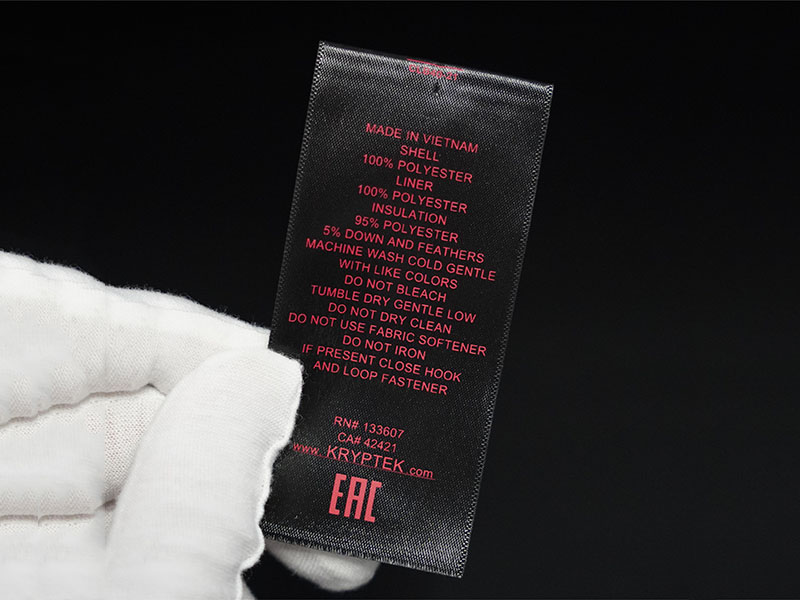 MADE IN VIETNAM
SHELL
100% POLYESTER
LINER
100% POLYESTER
INSULATION
95% POLYESTER
5% DOWN AND FEATHERS
MACHINE WASH COLD GENTLE
WITH LIKE COLORS
DO NOT BLEACH
TUMBLE DRY GENTLE LOW
DO NOT DRY CLEAN
DO NOT USE FABRIC SOFTENER
DO NOT IRON
IF PRESENT CLOSE HOOK
AND LOOP FASTENER
RN# 133607
CA# 42421
www.KRYPTEK.com
EAC